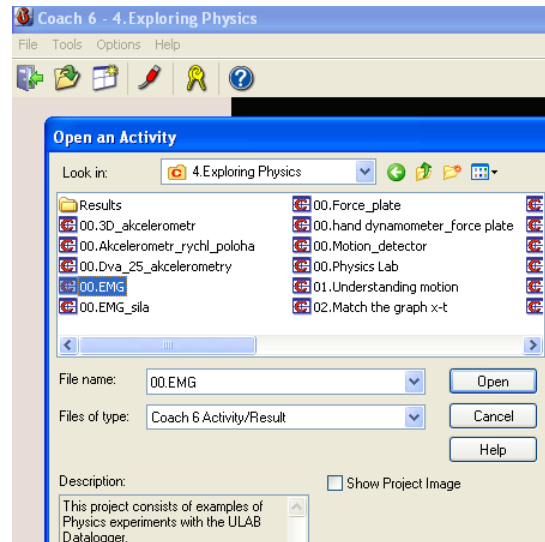 Coach 6 - 4.Exploring Physics
File Tools Options Help
Open an Activity
Look in: 4.Exploring Physics
Results
00.3D_akcelerometr
00.Akcelerometr_rychl_poloha
00.Dva_25_akcelerometry
00.EMG
00.EMG_sila
00.Force_plate
00.hand dynamometer_force plate
00.Motion_detector
00.Physics Lab
01.Understanding motion
02.Match the graph x-t
File name: 00.EMG Open
Files of type: Coach 6 Activity/Result Cancel
Help
Description: Show Project Image
This project consists of examples of
Physics experiments with the ULAB
Datalogger.